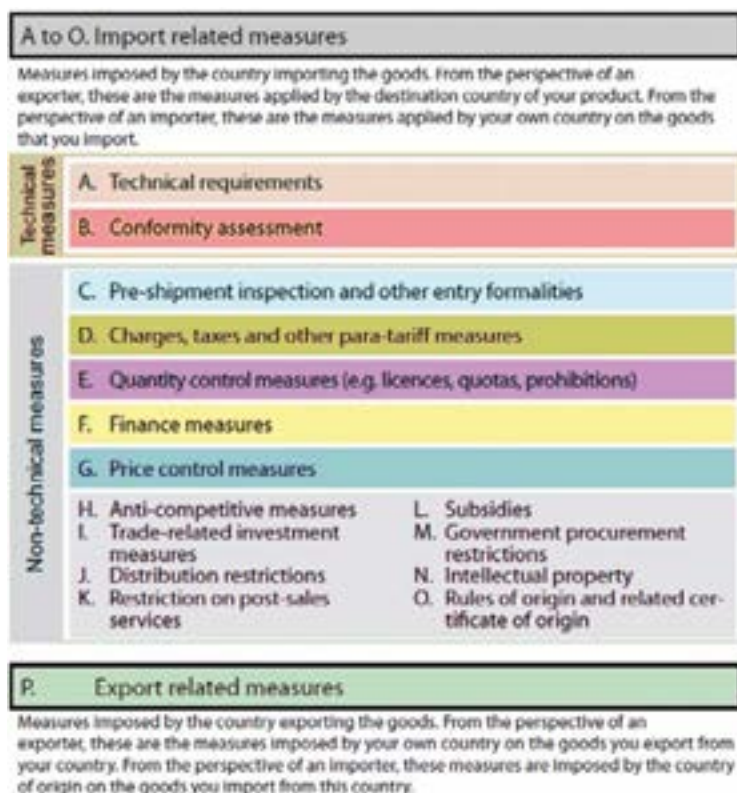 A to O. Import related measures
Measures imposed by the country importing the goods. From the perspective of an
exporter, these are the measures applied by the destination country of your product. From the
perspective of an importer, these are the measures applied by your own country on the goods
that you import.
Technical
measures
A. Technical requirements
B. Conformity assessment
Non-technical measures
C. Pre-shipment inspection and other entry formalities
D. Charges, taxes and other para-tariff measures
E. Quantity control measures (e.g. licences, quotas, prohibitions)
F. Finance measures
G. Price control measures
H. Anti-competitive measures
I. Trade-related investment
measures
J. Distribution restrictions
K. Restriction on post-sales
services
L. Subsidies
M. Government procurement
restrictions
N. Intellectual property
O. Rules of origin and related cer-
tificate of origin
P. Export related measures
Measures imposed by the country exporting the goods. From the perspective of an
exporter, these are the measures imposed by your own country on the goods you export from
your country. From the perspective of an importer, these measures are imposed by the country
of origin on the goods you import from this country.